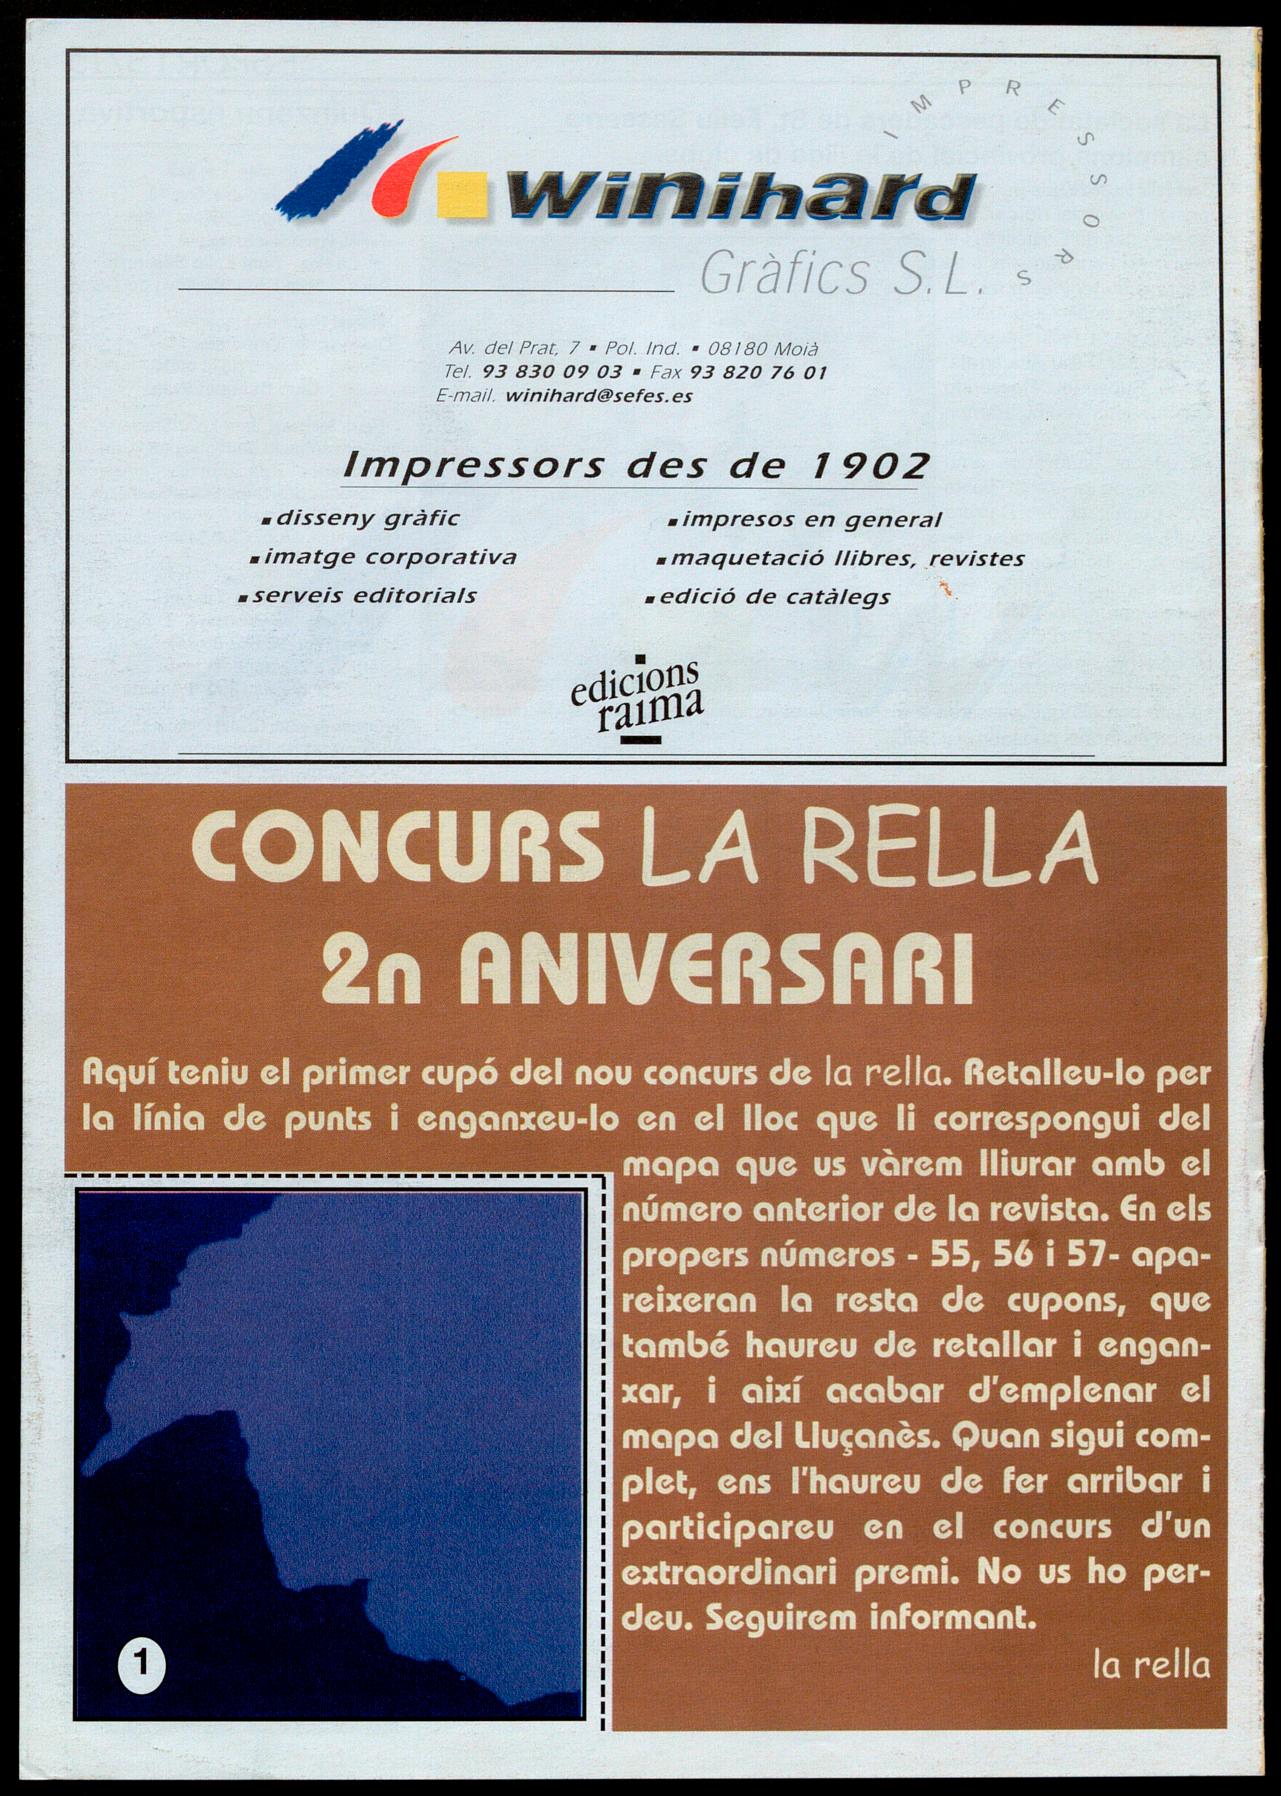 IMPRESSORS
winihard
Gràfics S.L.
Av. del Prat, 7 ▪ Pol. Ind. ▪ 08180 Moià
Tel. 93 830 09 03 ▪ Fax 93 820 76 01
E-mail. winihard@sefes.es
Impressors des de 1902
▪ disseny gràfic
▪ imatge corporativa
▪ serveis editorials
▪ impresos en general
▪ maquetació llibres, revistes
▪ edició de catàlegs
edicions
raima
CONCURS LA RELLA
2n ANIVERSARI
Aquí teniu el primer cupó del nou concurs de la rella. Retalleu-lo per
la línia de punts i enganxeu-lo en el lloc que li correspongui del
mapa que us vàrem lliurar amb el
número anterior de la revista. En els
propers números - 55, 56 i 57- apa-
reixeran la resta de cupons, que
també haureu de retallar i engan-
xar, i així acabar d'emplenar el
mapa del Lluçanès. Quan sigui com-
plet, ens l'haureu de fer arribar i
participareu en el concurs d'un
extraordinari premi. No us ho per-
deu. Seguirem informant.
la rella
1